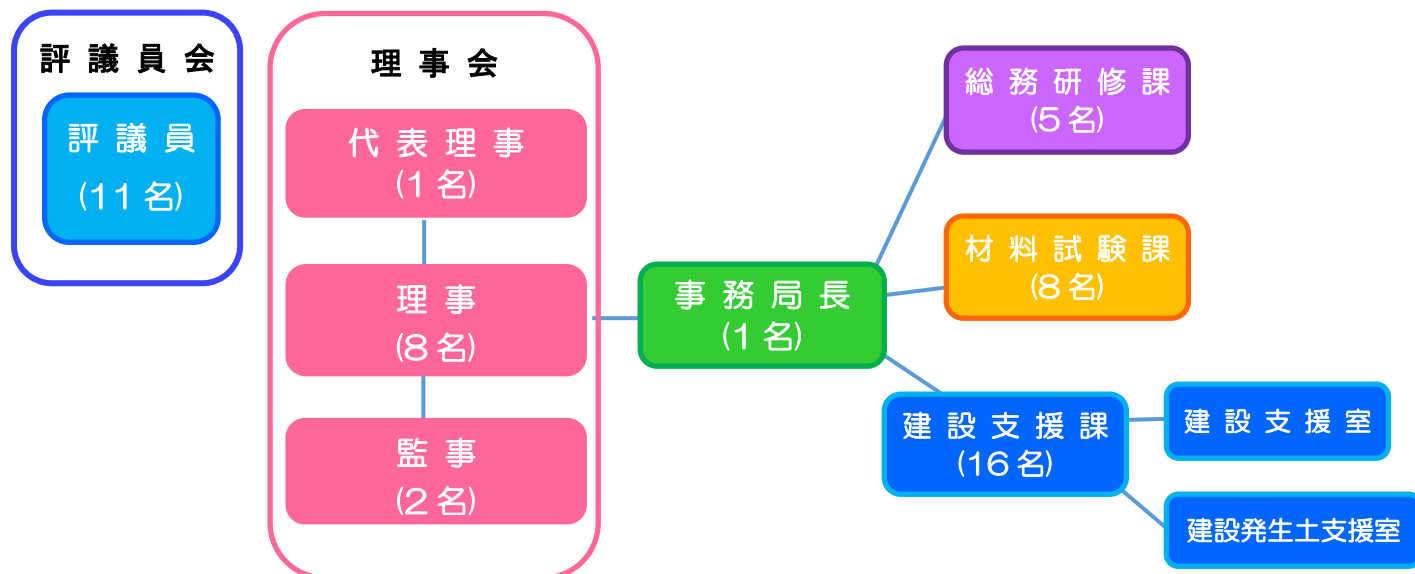 評議員会
評議員
(11名)
理事会
代表理事
(1名)
理事
(8名)
監事
(2名)
事務局長
(1名)
総務研修課
(5名)
材料試験課
(8名)
建設支援課
(16名)
建設支援室
建設発生土支援室